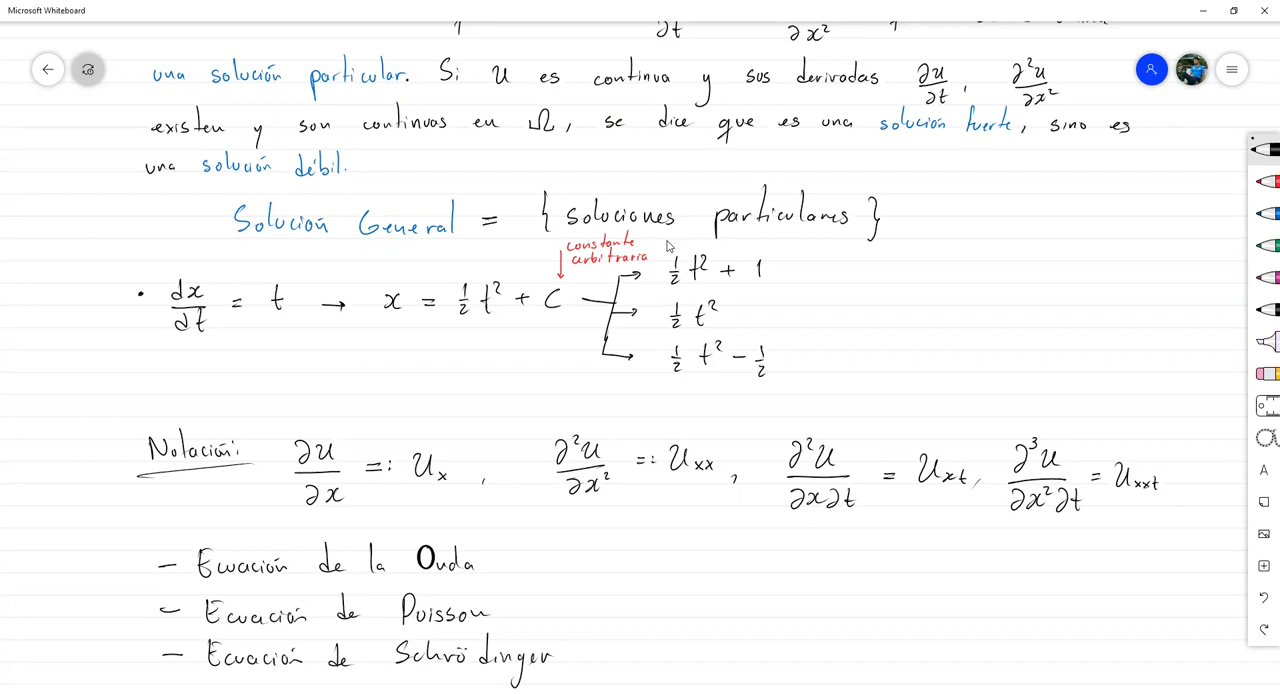 Microsoft Whiteboard
∂t ∂x²
una solución particular. Si u es continua y sus derivadas ∂u/∂t, ∂²u/∂x²
existen y son continuas en Ω, se dice que es una solución fuerte, sino es
una solución débil.
Solución General = { soluciones particulares }
constante
arbitraria
• dx/dt = t → x = ½ t² + C
½ t² + 1
½ t²
½ t² − ½
Notación: ∂u/∂x =: u_x, ∂²u/∂x² =: u_xx, ∂²u/∂x∂t = u_xt, ∂³u/∂x²∂t = u_xxt
- Ecuación de la Onda
- Ecuación de Poisson
- Ecuación de Schrödinger